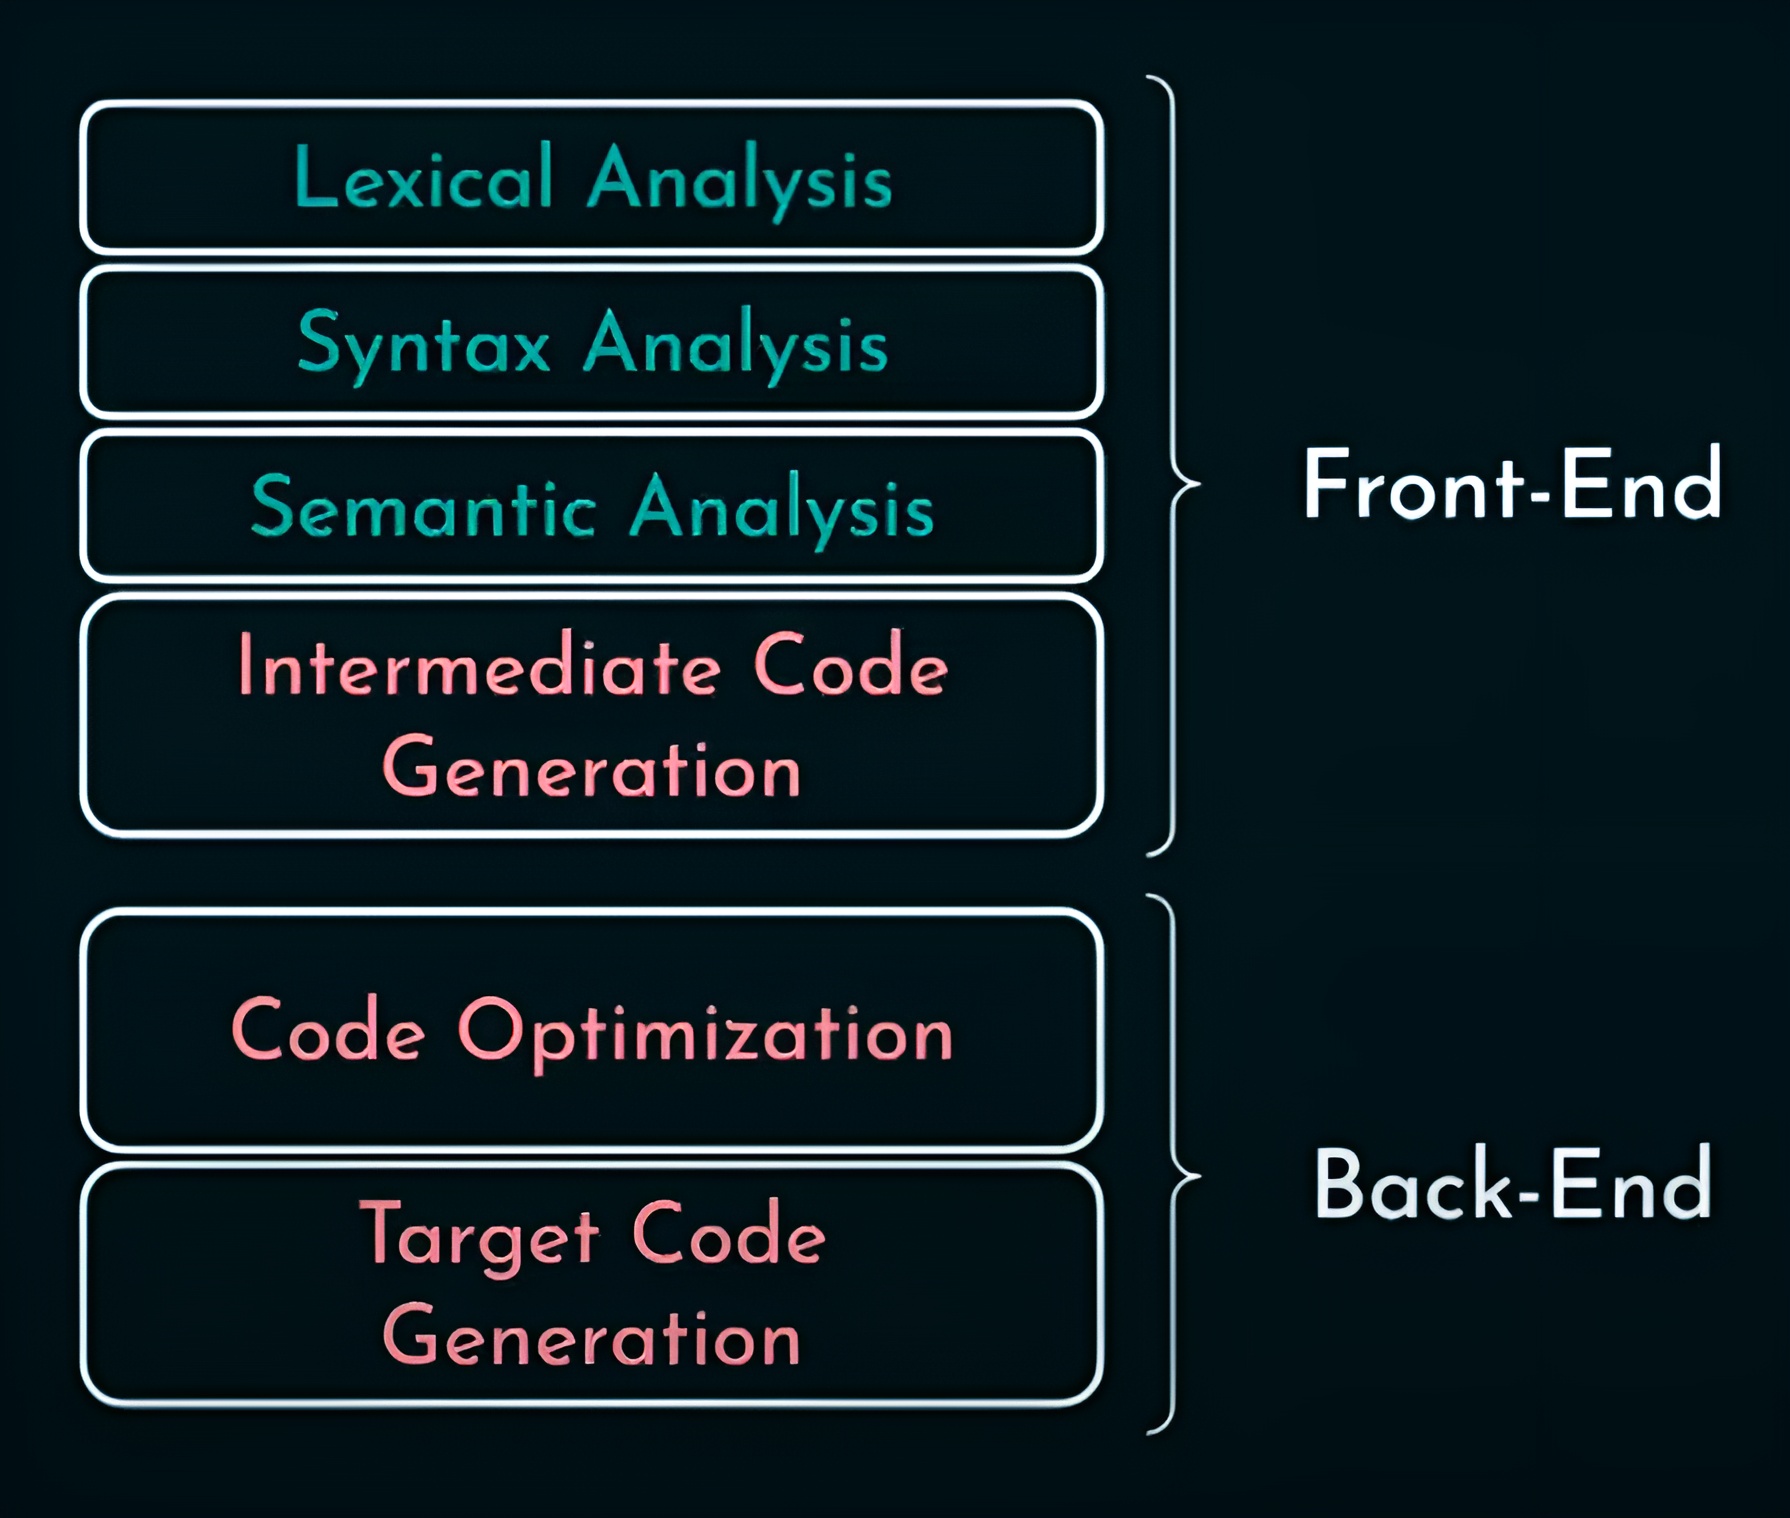 Lexical Analysis
Syntax Analysis
Semantic Analysis
Intermediate Code
Generation
Front-End
Code Optimization
Target Code
Generation
Back-End